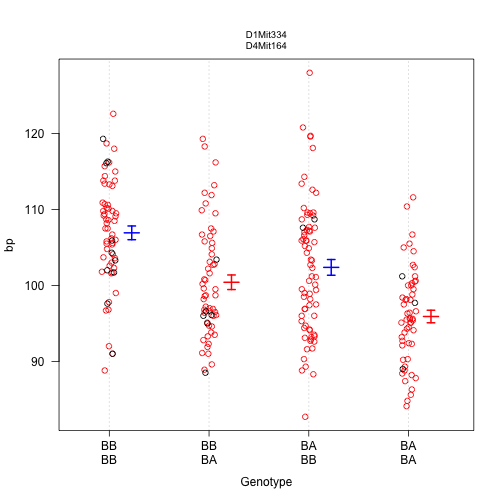 D1Mit334
D4Mit164
bp
120
110
100
90
BB BB BA BA
BB BA BB BA
Genotype